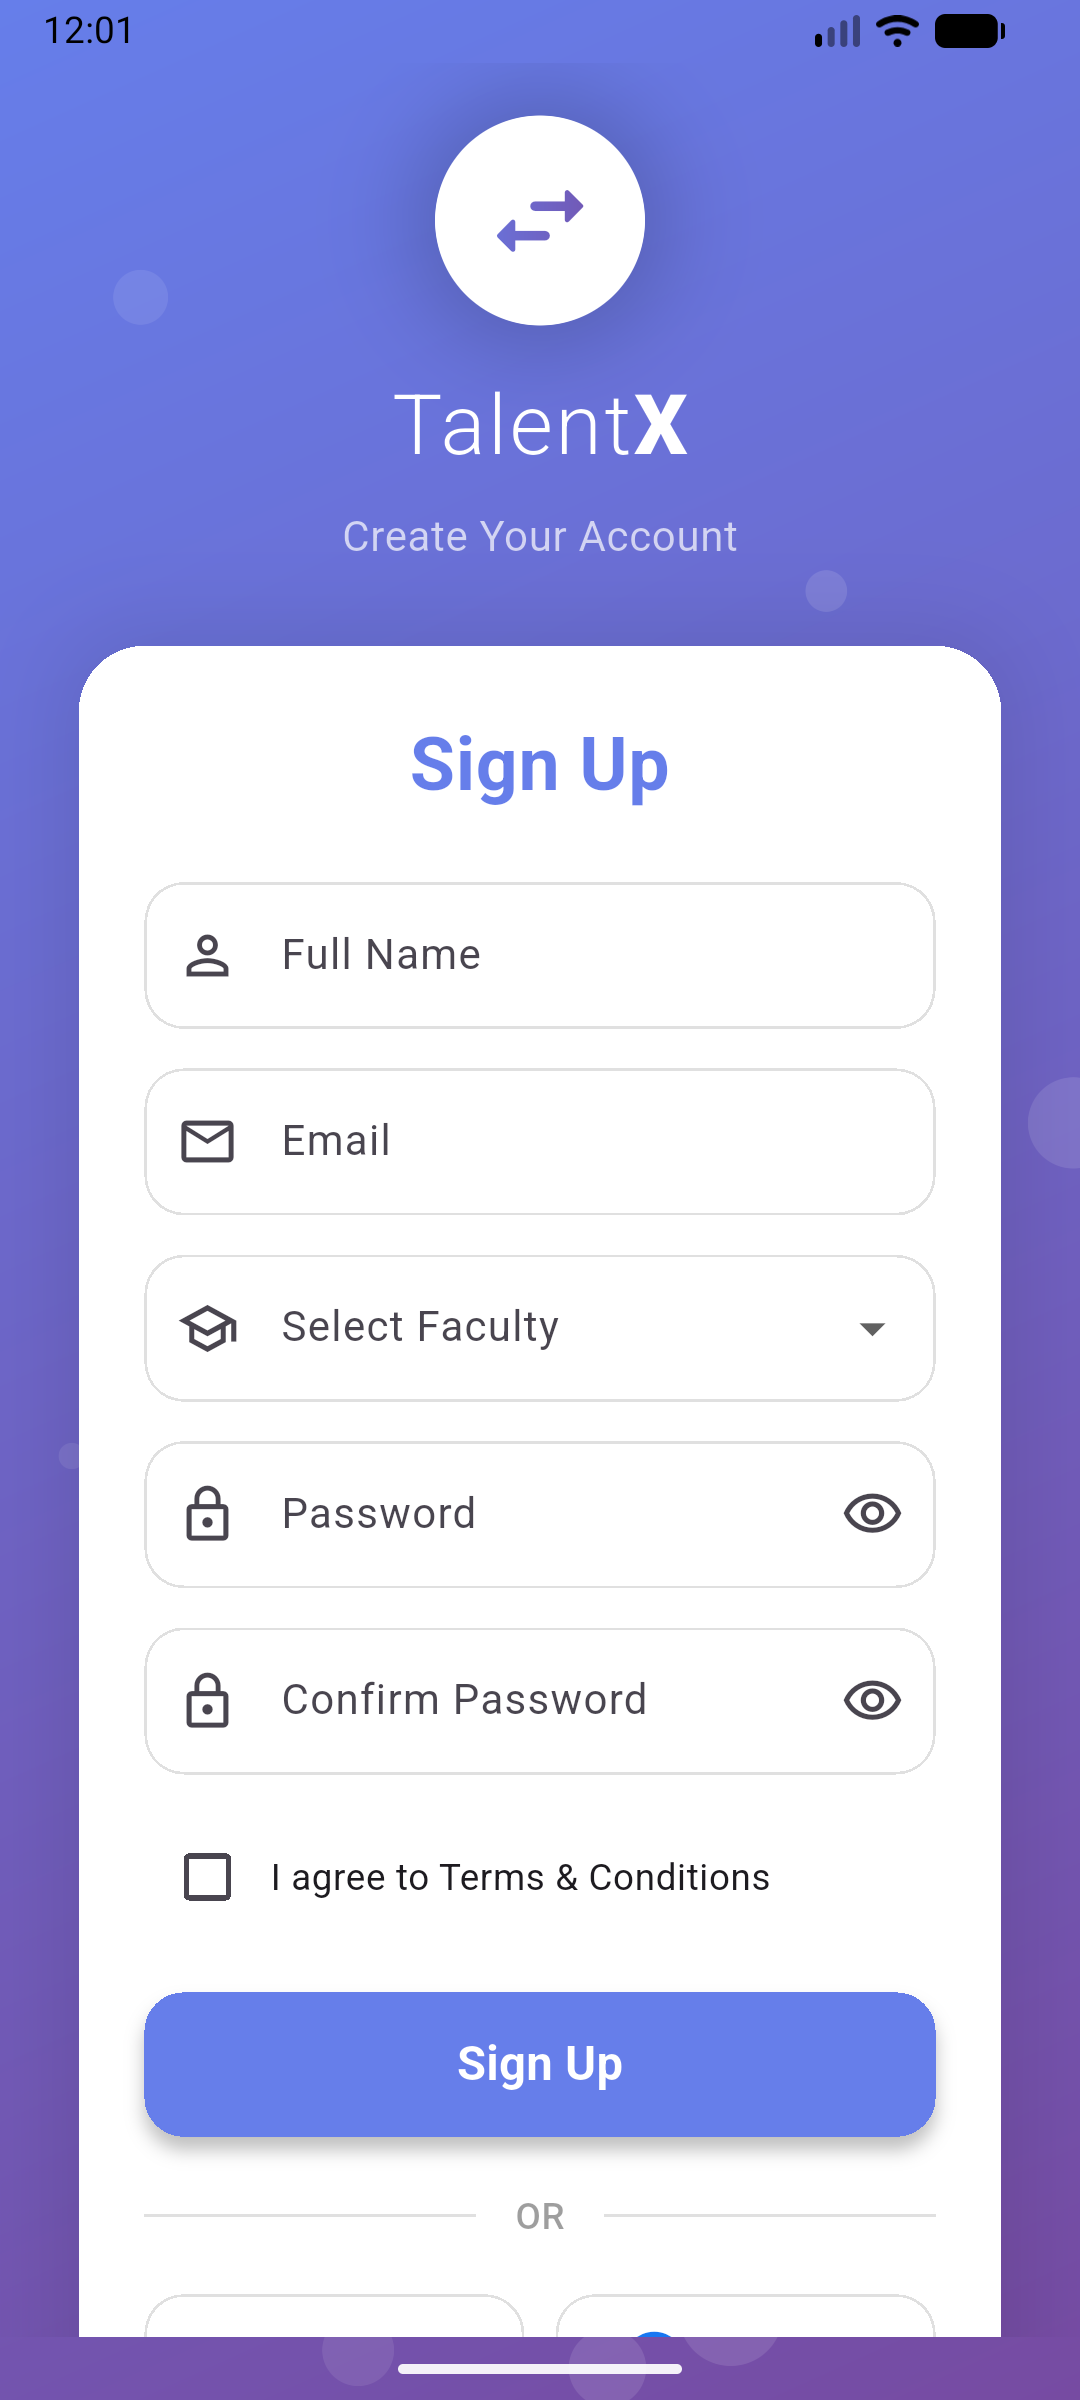 12:01
TalentX
Create Your Account
Sign Up
Full Name
Email
Select Faculty
Password
Confirm Password
I agree to Terms & Conditions
Sign Up
OR